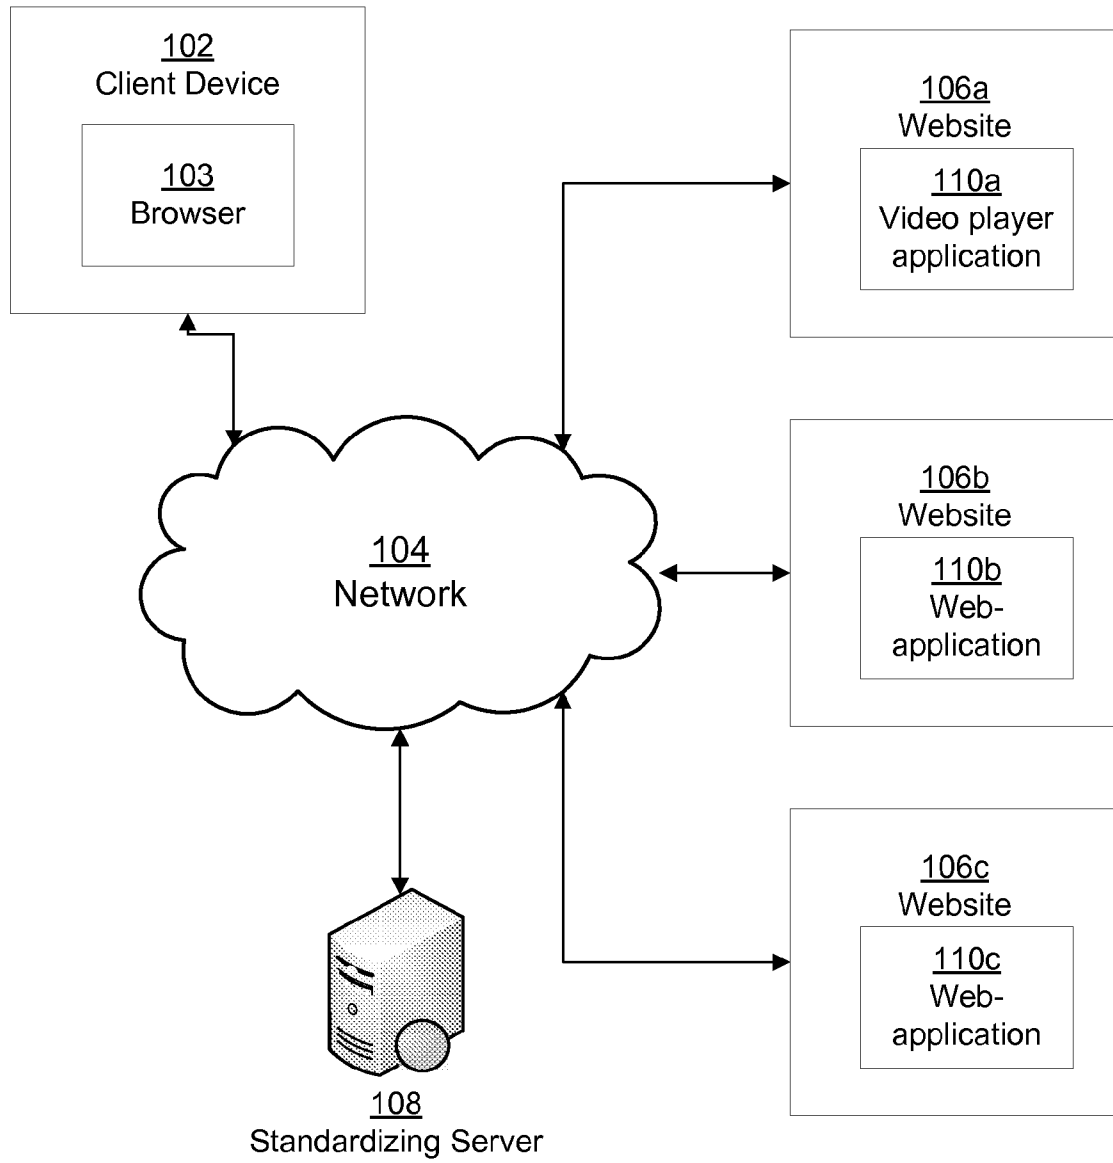 102
Client Device
103
Browser
106a
Website
110a
Video player
application
104
Network
106b
Website
110b
Web-
application
106c
Website
110c
Web-
application
108
Standardizing Server